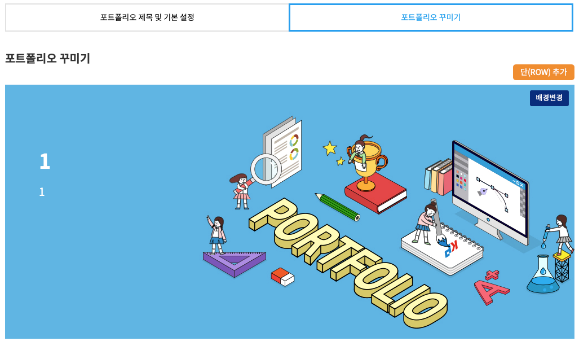 포트폴리오 제목 및 기본 설정
포트폴리오 꾸미기
포트폴리오 꾸미기
단(ROW) 추가
배경변경
1
1
PORTFOLIO
A+